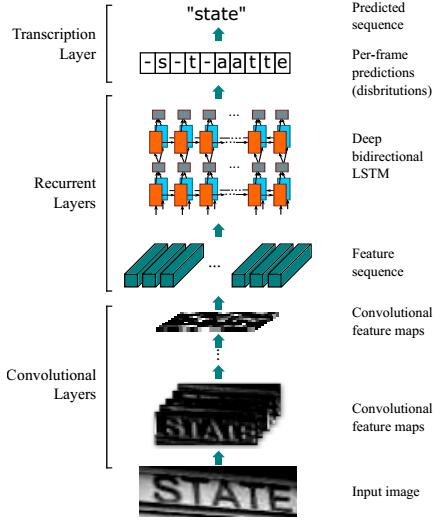 "state"
Predicted
sequence
Transcription
Layer
-s-t-aatte
Per-frame
predictions
(disbritutions)
...
Deep
bidirectional
LSTM
...
Recurrent
Layers
...
Feature
sequence
Convolutional
feature maps
...
Convolutional
Layers
STATE
Convolutional
feature maps
STATE
Input image